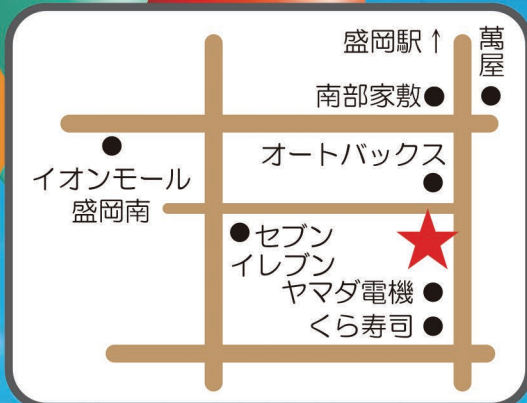 盛岡駅↑
萬屋
南部家敷
オートバックス
イオンモール
盛岡南
セブン
イレブン
ヤマダ電機
くら寿司